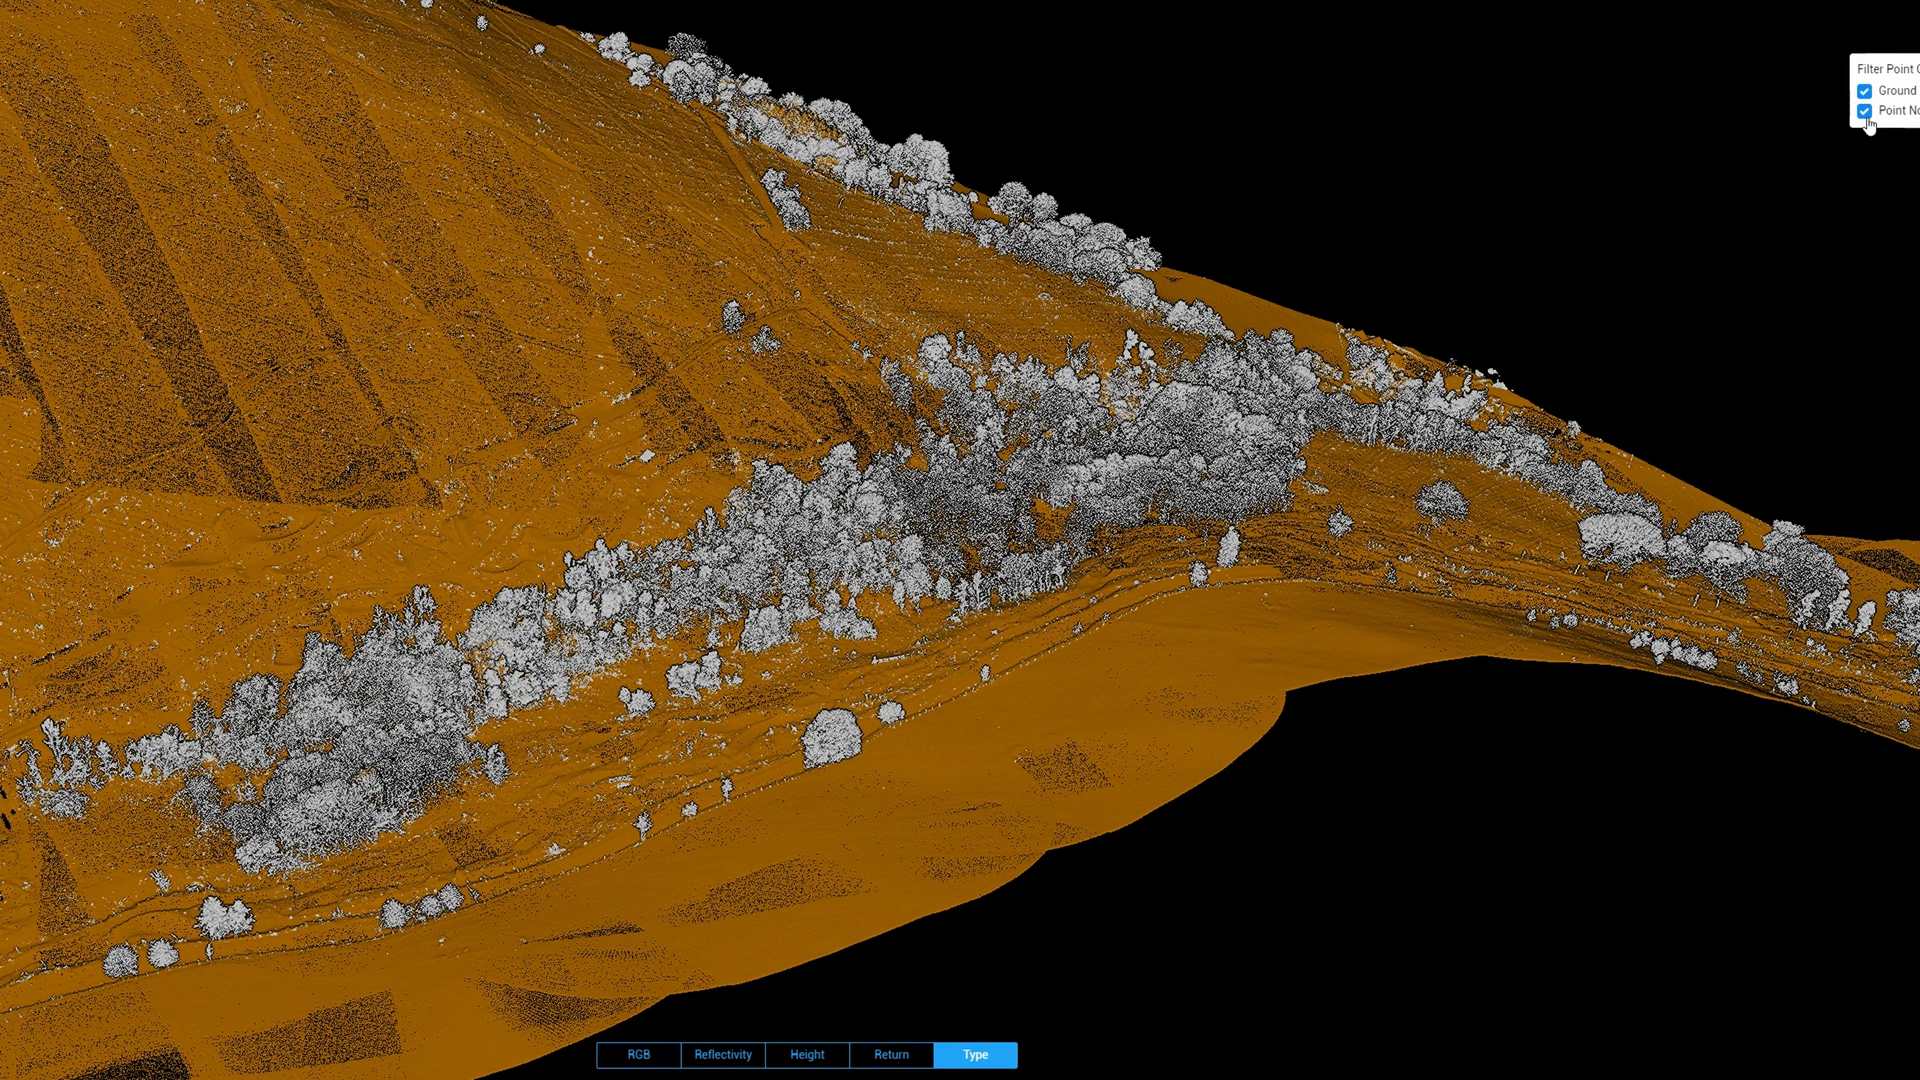 Filter Point
Ground
Point
RGB Reflectivity Height Return Type